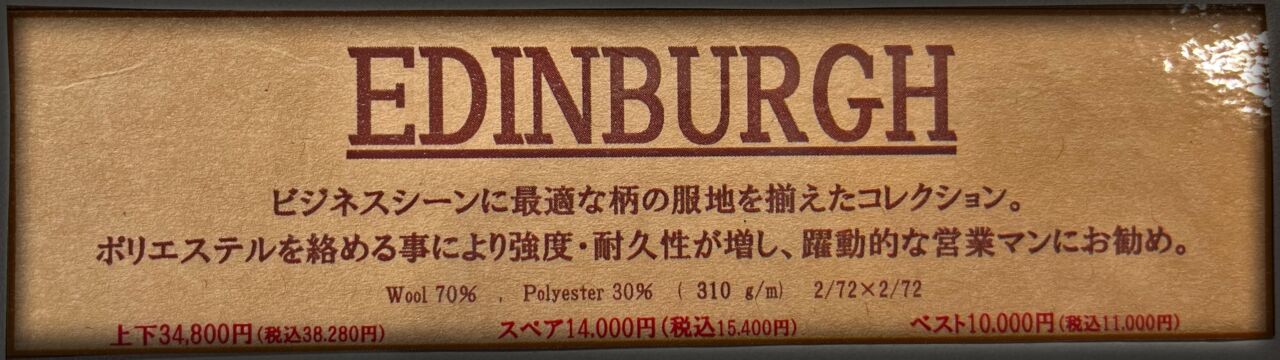 EDINBURGH
ビジネスシーンに最適な柄の服地を揃えたコレクション。
ポリエステルを絡める事により強度・耐久性が増し、躍動的な営業マンにお勧め。
Wool 70% , Polyester 30% ( 310 g/m) 2/72×2/72
上下34,800円(税込38.280円) スペア14.000円(税込15.400円) ベスト10.000円(税込11.000円)